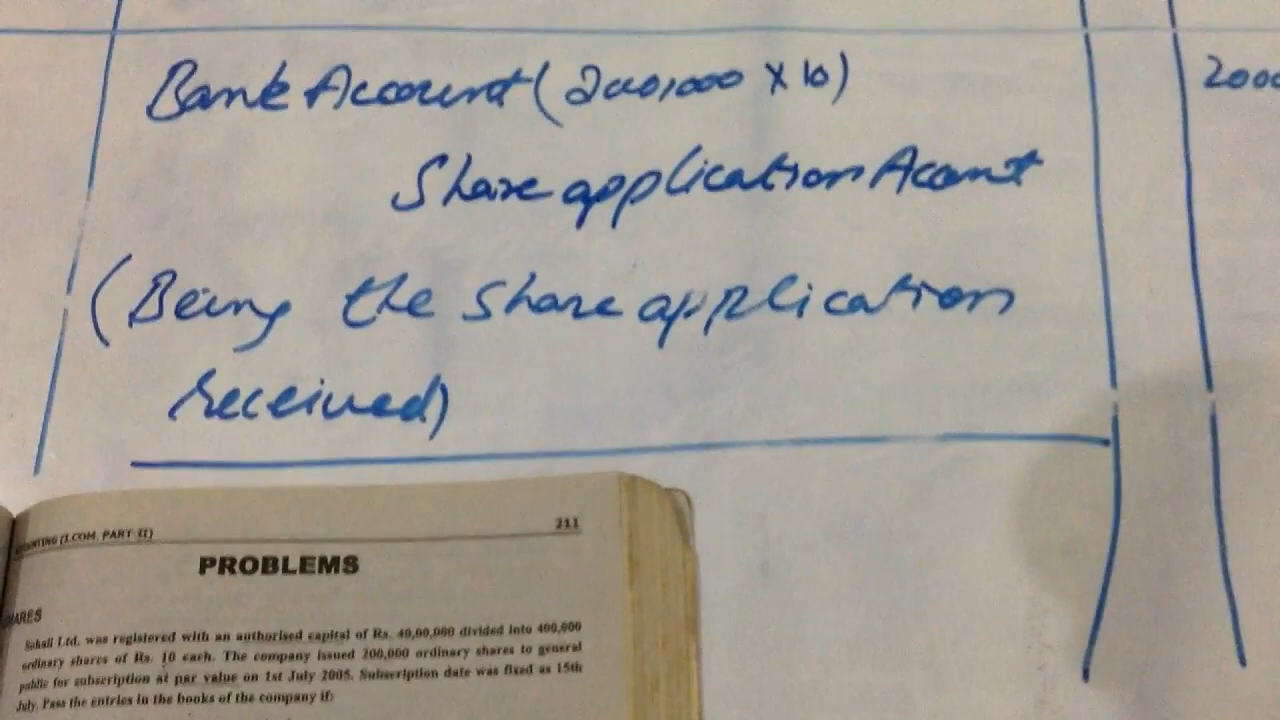 Bank Account (200,000 × 10)
2000
Share application Account
(Being the share application
received)
(I.COM. PART II)
211
PROBLEMS
Sohail Ltd. was registered with an authorised capital of Rs. 40,00,000 divided into 400,000
ordinary shares of Rs. 10 each. The company issued 200,000 ordinary shares to general
public for subscription at par value on 1st July 2005. Subscription date was fixed as 15th
July. Pass the entries in the books of the company if: